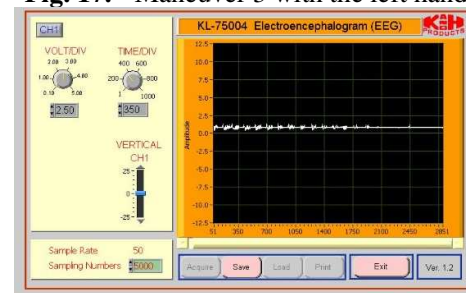 Fig. 17. Maneuver 3 with the left hand
CH1
KL-75004 Electroencephalogram (EEG)
K&H
PRODUCTS
VOLT/DIV
TIME/DIV
2.00 3.00
400 600
1.00 4.00
200 800
0.10 5.00
1 1000
2.50
350
VERTICAL
CH1
25
0
-25
Amplitude
12.5
10.0
7.5
5.0
2.5
0.0
-2.5
-5.0
-7.5
-10.0
-12.5
51 350 700 1050 1400 1750 2100 2450 2851
Sample Rate 50
Sampling Numbers 5000
Acquire
Save
Load
Print
Exit
Ver. 1.2